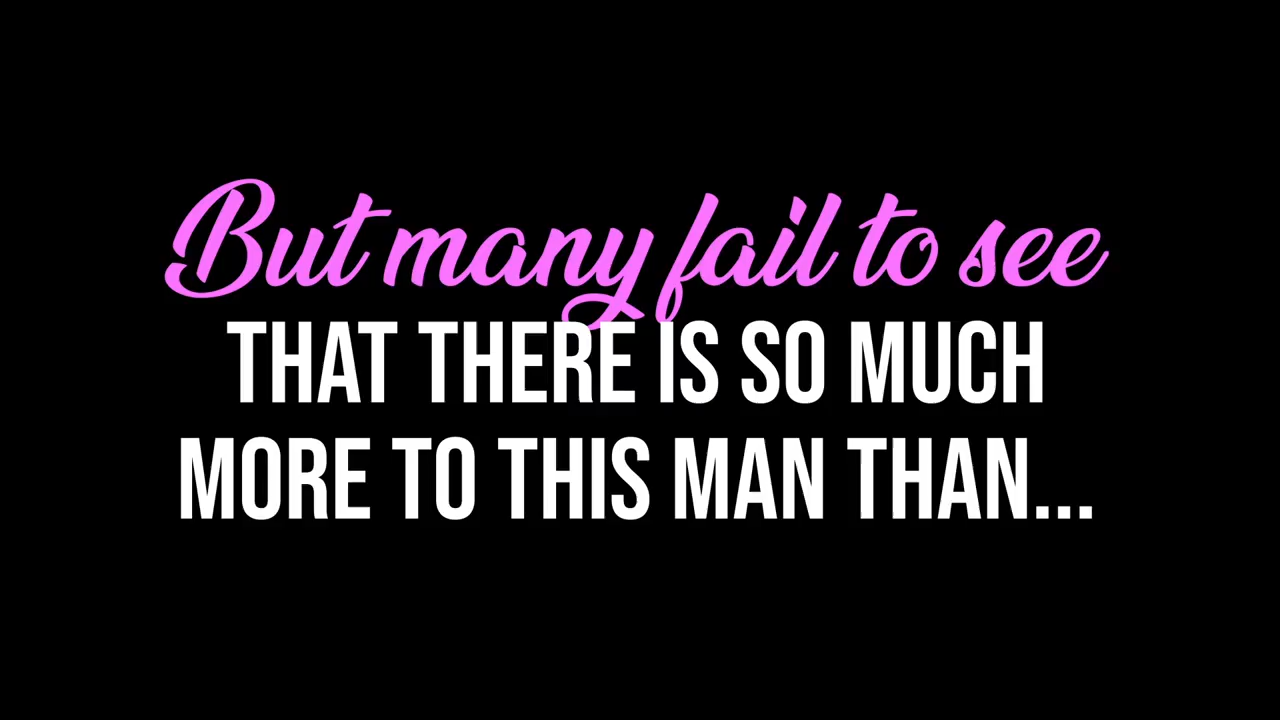 But many fail to see
THAT THERE IS SO MUCH
MORE TO THIS MAN THAN...